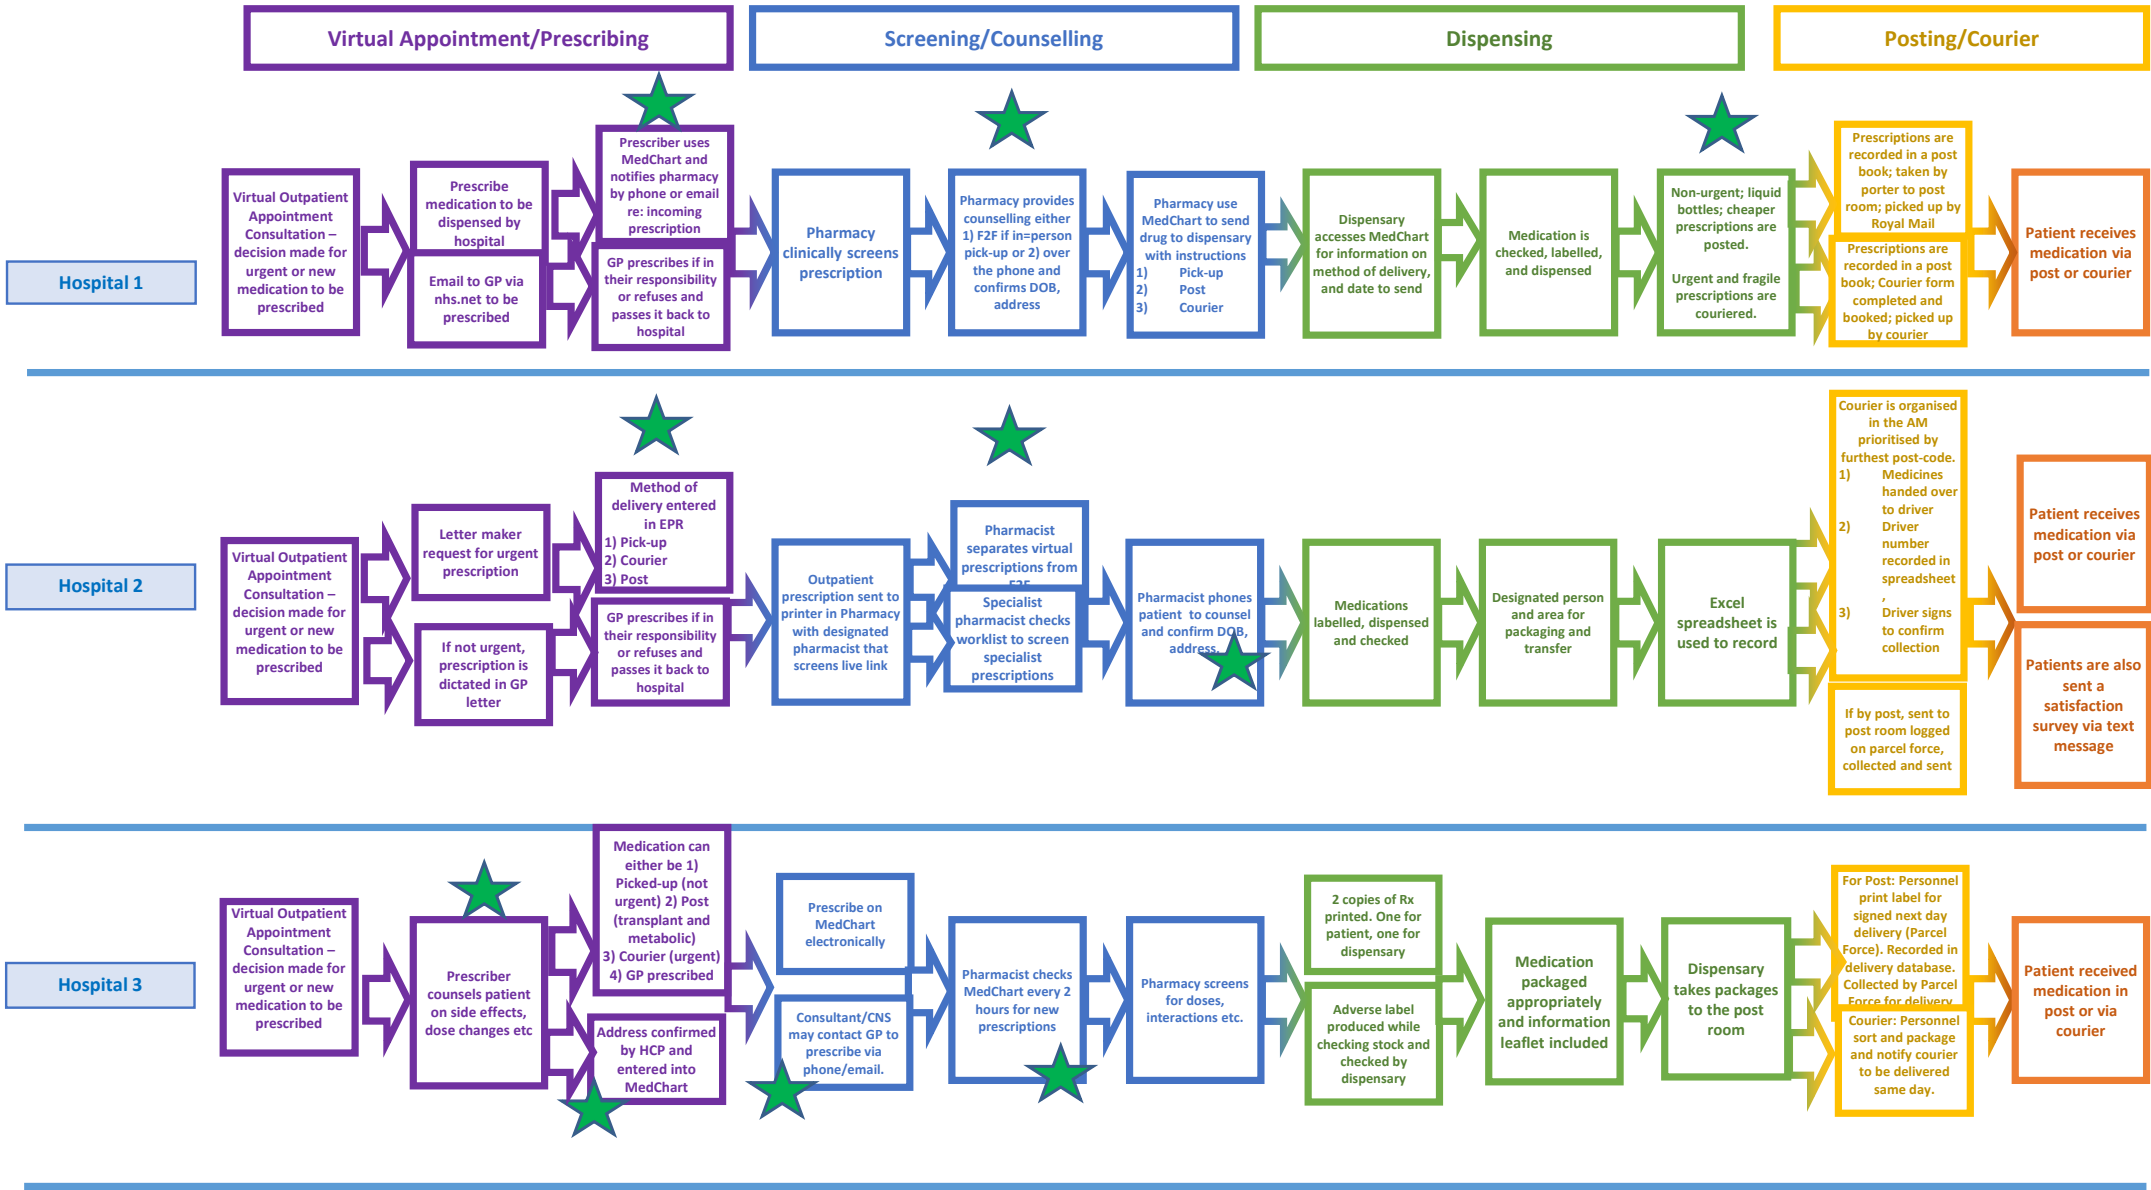 Virtual Appointment/Prescribing
Screening/Counselling
Dispensing
Posting/Courier
Hospital 1
Virtual Outpatient
Appointment
Consultation –
decision made for
urgent or new
medication to be
prescribed
Prescribe
medication to be
dispensed by
hospital
Email to GP via
nhs.net to be
prescribed
Prescriber uses
MedChart and
notifies pharmacy
by phone or email
re: incoming
prescription
GP prescribes if in
their responsibility
or refuses and
passes it back to
hospital
Pharmacy
clinically screens
prescription
Pharmacy provides
counselling either
1) F2F if in=person
pick-up or 2) over
the phone and
confirms DOB,
address
Pharmacy use
MedChart to send
drug to dispensary
with instructions
1) Pick-up
2) Post
3) Courier
Dispensary
accesses MedChart
for information on
method of delivery,
and date to send
Medication is
checked, labelled,
and dispensed
Non-urgent; liquid
bottles; cheaper
prescriptions are
posted.
Urgent and fragile
prescriptions are
couriered.
Prescriptions are
recorded in a post
book; taken by
porter to post
room; picked up by
Royal Mail
Prescriptions are
recorded in a post
book; Courier form
completed and
booked; picked up
by courier
Patient receives
medication via
post or courier
Hospital 2
Virtual Outpatient
Appointment
Consultation –
decision made for
urgent or new
medication to be
prescribed
Letter maker
request for urgent
prescription
If not urgent,
prescription is
dictated in GP
letter
Method of
delivery entered
in EPR
1) Pick-up
2) Courier
3) Post
GP prescribes if in
their responsibility
or refuses and
passes it back to
hospital
Outpatient
prescription sent to
printer in Pharmacy
with designated
pharmacist that
screens live link
Pharmacist
separates virtual
prescriptions from
F2F
Specialist
pharmacist checks
worklist to screen
specialist
prescriptions
Pharmacist phones
patient to counsel
and confirm DOB,
address,
Medications
labelled, dispensed
and checked
Designated person
and area for
packaging and
transfer
Excel
spreadsheet is
used to record
Courier is organised
in the AM
prioritised by
furthest post-code.
1) Medicines
handed over
to driver
2) Driver
number
recorded in
spreadsheet
,
3) Driver signs
to confirm
collection
If by post, sent to
post room logged
on parcel force,
collected and sent
Patient receives
medication via
post or courier
Patients are also
sent a
satisfaction
survey via text
message
Hospital 3
Virtual Outpatient
Appointment
Consultation –
decision made for
urgent or new
medication to be
prescribed
Prescriber
counsels patient
on side effects,
dose changes etc
Medication can
either be 1)
Picked-up (not
urgent) 2) Post
(transplant and
metabolic)
3) Courier (urgent)
4) GP prescribed
Address confirmed
by HCP and
entered into
MedChart
Prescribe on
MedChart
electronically
Consultant/CNS
may contact GP to
prescribe via
phone/email.
Pharmacist checks
MedChart every 2
hours for new
prescriptions
Pharmacy screens
for doses,
interactions etc.
2 copies of Rx
printed. One for
patient, one for
dispensary
Adverse label
produced while
checking stock and
checked by
dispensary
Medication
packaged
appropriately
and information
leaflet included
Dispensary
takes packages
to the post
room
For Post: Personnel
print label for
signed next day
delivery (Parcel
Force). Recorded in
delivery database.
Collected by Parcel
Force for delivery
Courier: Personnel
sort and package
and notify courier
to be delivered
same day.
Patient received
medication in
post or via
courier